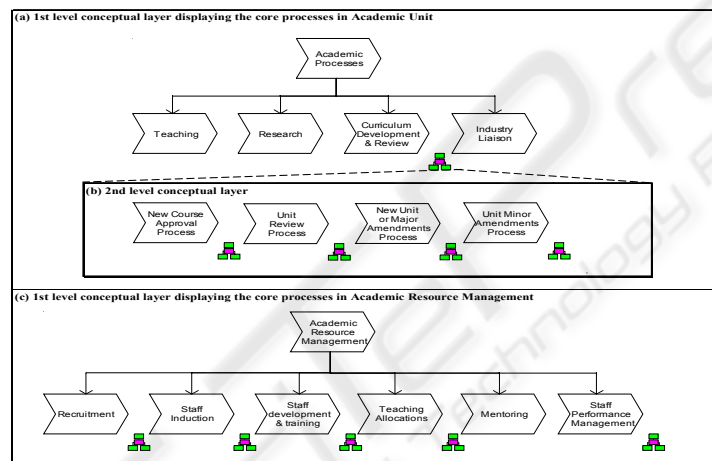 (a) 1st level conceptual layer displaying the core processes in Academic Unit
Academic
Processes
Teaching
Research
Curriculum
Development
& Review
Industry
Liaison
(b) 2nd level conceptual layer
New Course
Approval
Process
Unit
Review
Process
New Unit
or Major
Amendments
Process
Unit Minor
Amendments
Process
(c) 1st level conceptual layer displaying the core processes in Academic Resource Management
Academic
Resource
Management
Recruitment
Staff
Induction
Staff
development
& training
Teaching
Allocations
Mentoring
Staff
Performance
Management